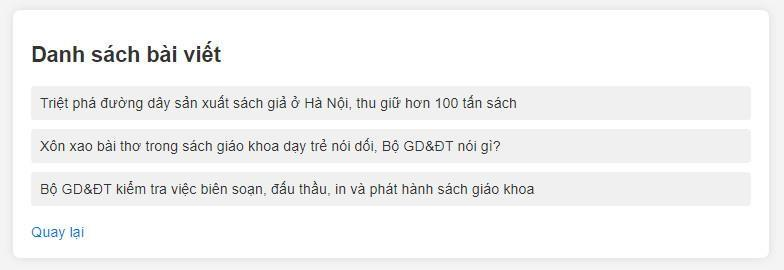 Danh sách bài viết
Triệt phá đường dây sản xuất sách giả ở Hà Nội, thu giữ hơn 100 tấn sách
Xôn xao bài thơ trong sách giáo khoa dạy trẻ nói dối, Bộ GD&ĐT nói gì?
Bộ GD&ĐT kiểm tra việc biên soạn, đấu thầu, in và phát hành sách giáo khoa
Quay lại